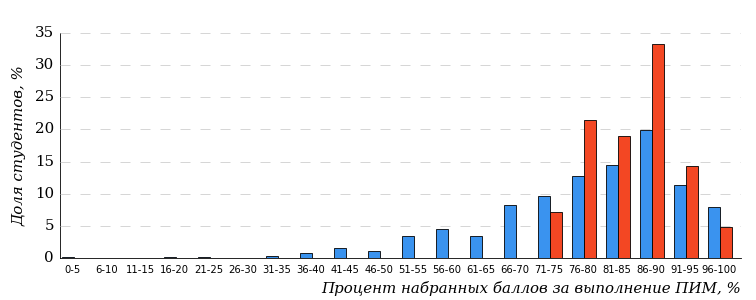 35
30
25
20
15
10
5
0
Доля студентов, %
0-5 6-10 11-15 16-20 21-25 26-30 31-35 36-40 41-45 46-50 51-55 56-60 61-65 66-70 71-75 76-80 81-85 86-90 91-95 96-100
Процент набранных баллов за выполнение ПИМ, %